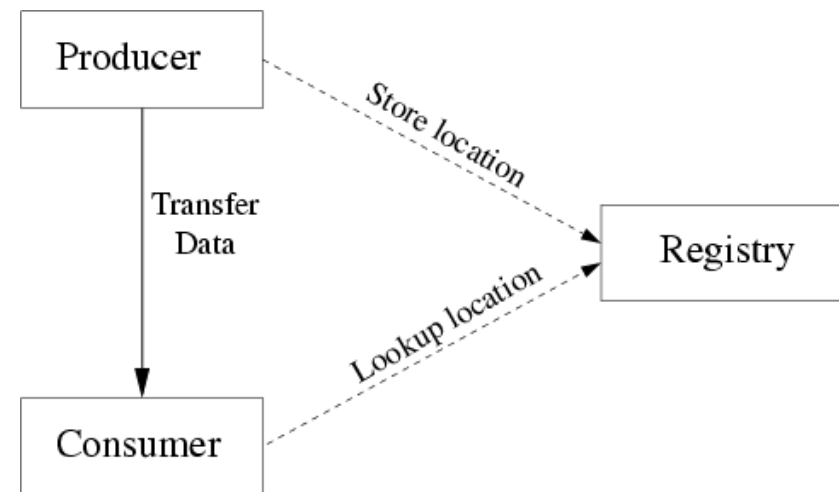 Producer
Store location
Transfer
Data
Registry
Lookup location
Consumer